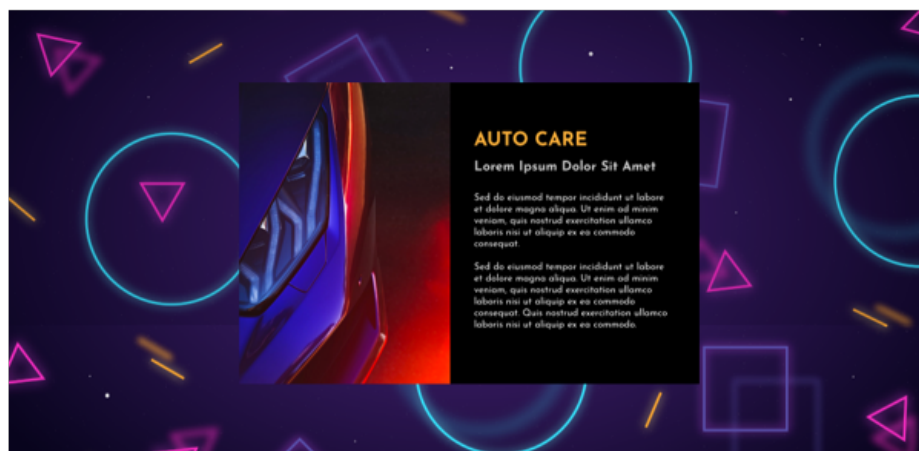 AUTO CARE
Lorem Ipsum Dolor Sit Amet
Sed do eiusmod tempor incididunt ut labore
et dolore magna aliqua. Ut enim ad minim
veniam, quis nostrud exercitation ullamco
laboris nisi ut aliquip ex ea commodo
consequat.
Sed do eiusmod tempor incididunt ut labore
et dolore magna aliqua. Ut enim ad minim
veniam, quis nostrud exercitation ullamco
laboris nisi ut aliquip ex ea commodo
consequat. Quis nostrud exercitation ullamco
laboris nisi ut aliquip ex ea commodo.